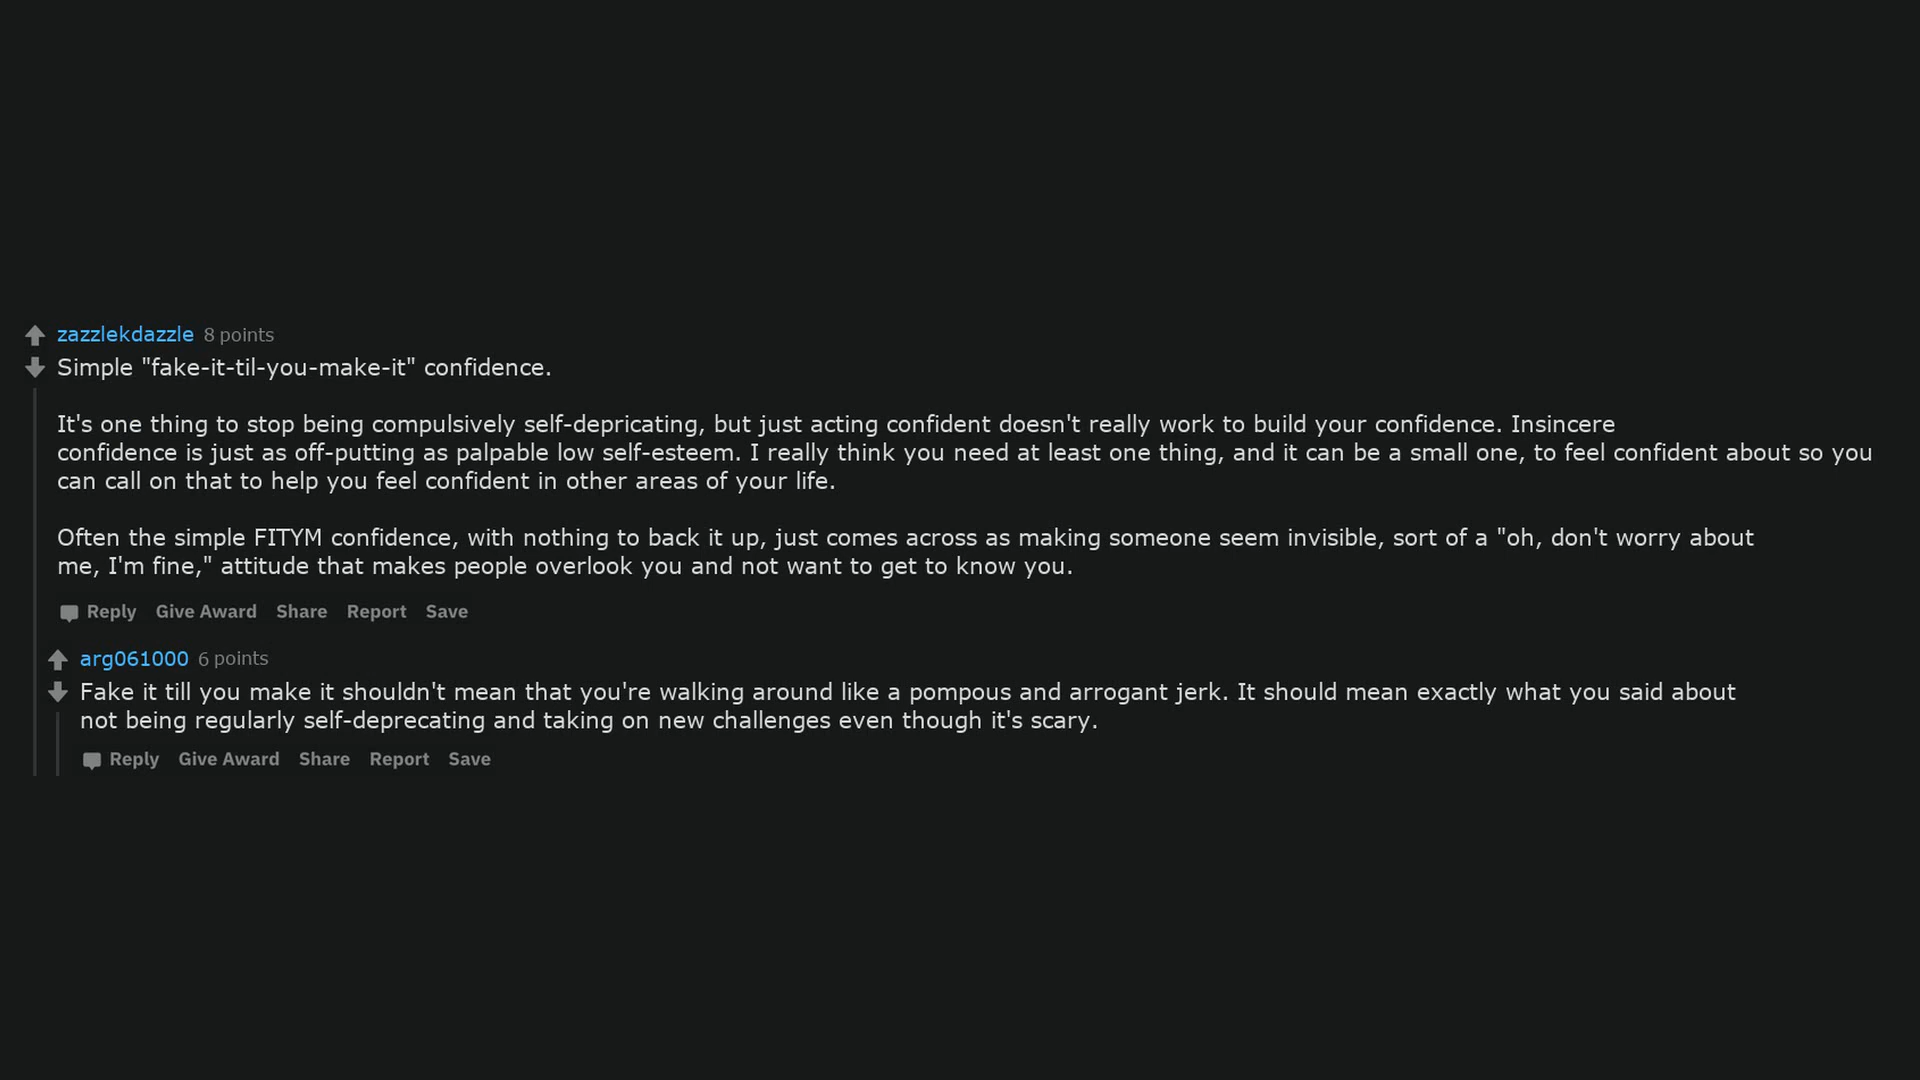 zazzlekdazzle 8 points
Simple "fake-it-til-you-make-it" confidence.
It's one thing to stop being compulsively self-depricating, but just acting confident doesn't really work to build your confidence. Insincere
confidence is just as off-putting as palpable low self-esteem. I really think you need at least one thing, and it can be a small one, to feel confident about so you
can call on that to help you feel confident in other areas of your life.
Often the simple FITYM confidence, with nothing to back it up, just comes across as making someone seem invisible, sort of a "oh, don't worry about
me, I'm fine," attitude that makes people overlook you and not want to get to know you.
Reply Give Award Share Report Save
arg061000 6 points
Fake it till you make it shouldn't mean that you're walking around like a pompous and arrogant jerk. It should mean exactly what you said about
not being regularly self-deprecating and taking on new challenges even though it's scary.
Reply Give Award Share Report Save